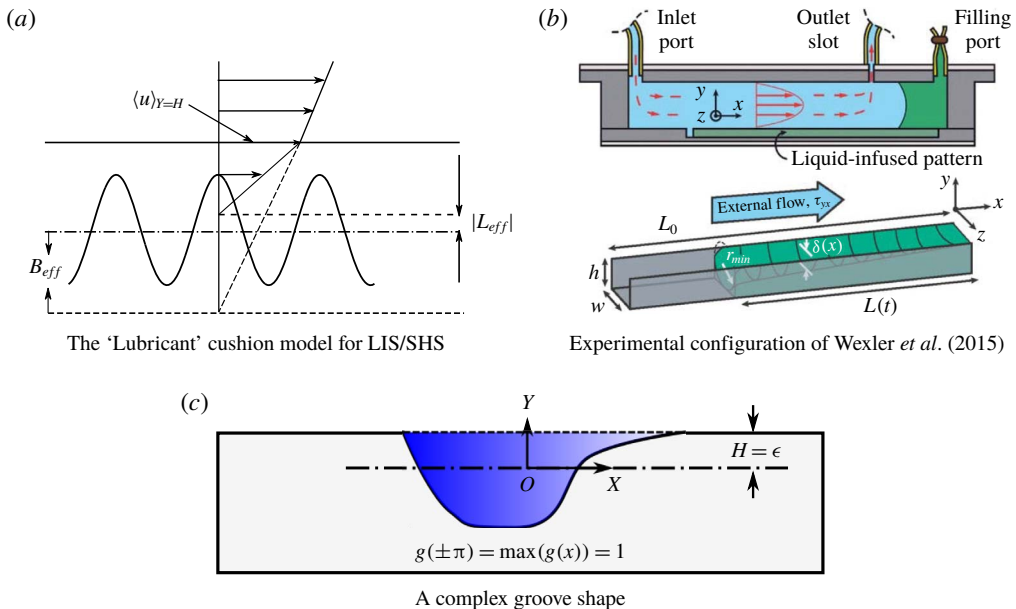 (a)
⟨u⟩Y=H
|Leff|
Beff
The ‘Lubricant’ cushion model for LIS/SHS
(b)
Inlet port
Outlet slot
Filling port
y
x
z
Liquid-infused pattern
External flow, τyx
y
x
z
L0
δ(x)
rmin
h
w
L(t)
Experimental configuration of Wexler et al. (2015)
(c)
Y
H = ϵ
O
X
g(±π) = max(g(x)) = 1
A complex groove shape